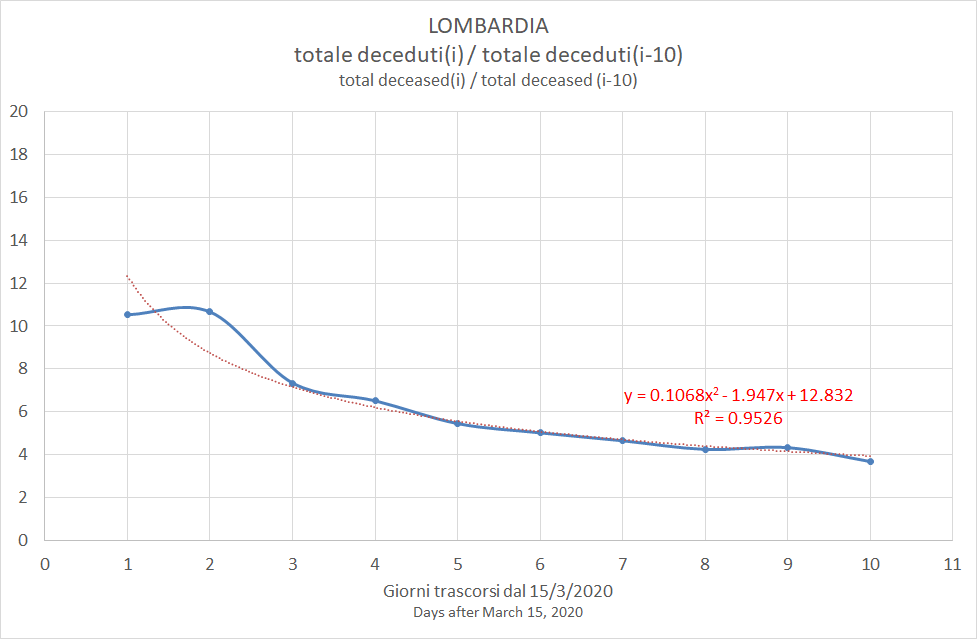 LOMBARDIA
totale deceduti(i) / totale deceduti(i-10)
total deceased(i) / total deceased (i-10)
20
18
16
14
12
10
8
6
4
2
0
y = 0.1068x² - 1.947x + 12.832
R² = 0.9526
0 1 2 3 4 5 6 7 8 9 10 11
Giorni trascorsi dal 15/3/2020
Days after March 15, 2020